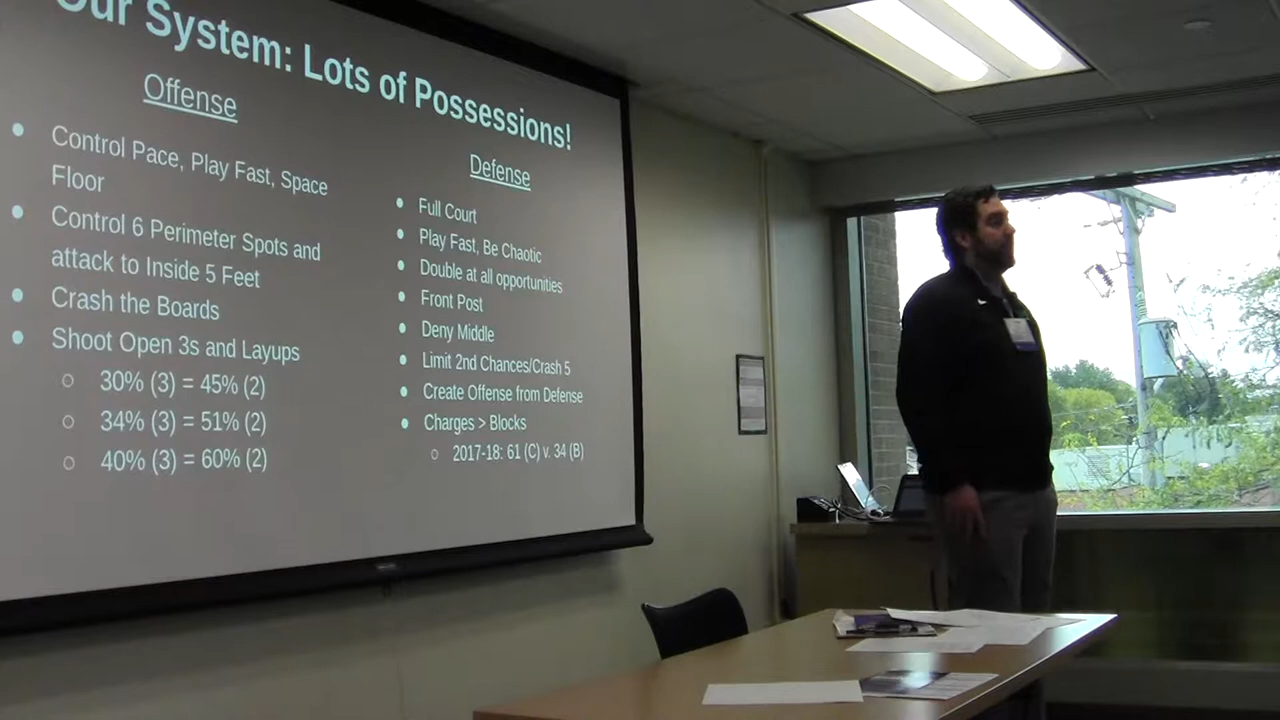 Our System: Lots of Possessions!
Offense
Control Pace, Play Fast, Space
Floor
Control 6 Perimeter Spots and
attack to Inside 5 Feet
Crash the Boards
Shoot Open 3s and Layups
30% (3) = 45% (2)
34% (3) = 51% (2)
40% (3) = 60% (2)
Defense
Full Court
Play Fast, Be Chaotic
Double at all opportunities
Front Post
Deny Middle
Limit 2nd Chances/Crash 5
Create Offense from Defense
Charges > Blocks
2017-18: 61 (C) v. 34 (B)